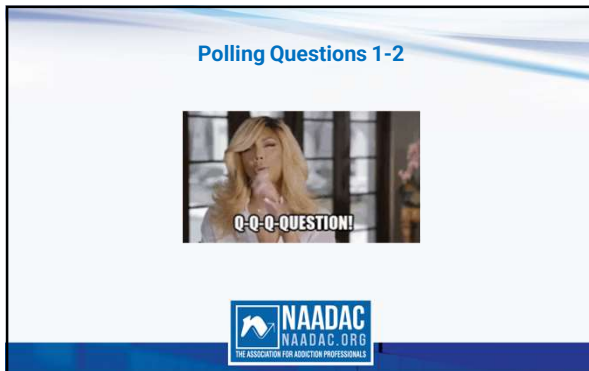 Polling Questions 1-2
Q-Q-Q-QUESTION!
NAADAC
NAADAC.ORG
THE ASSOCIATION FOR ADDICTION PROFESSIONALS